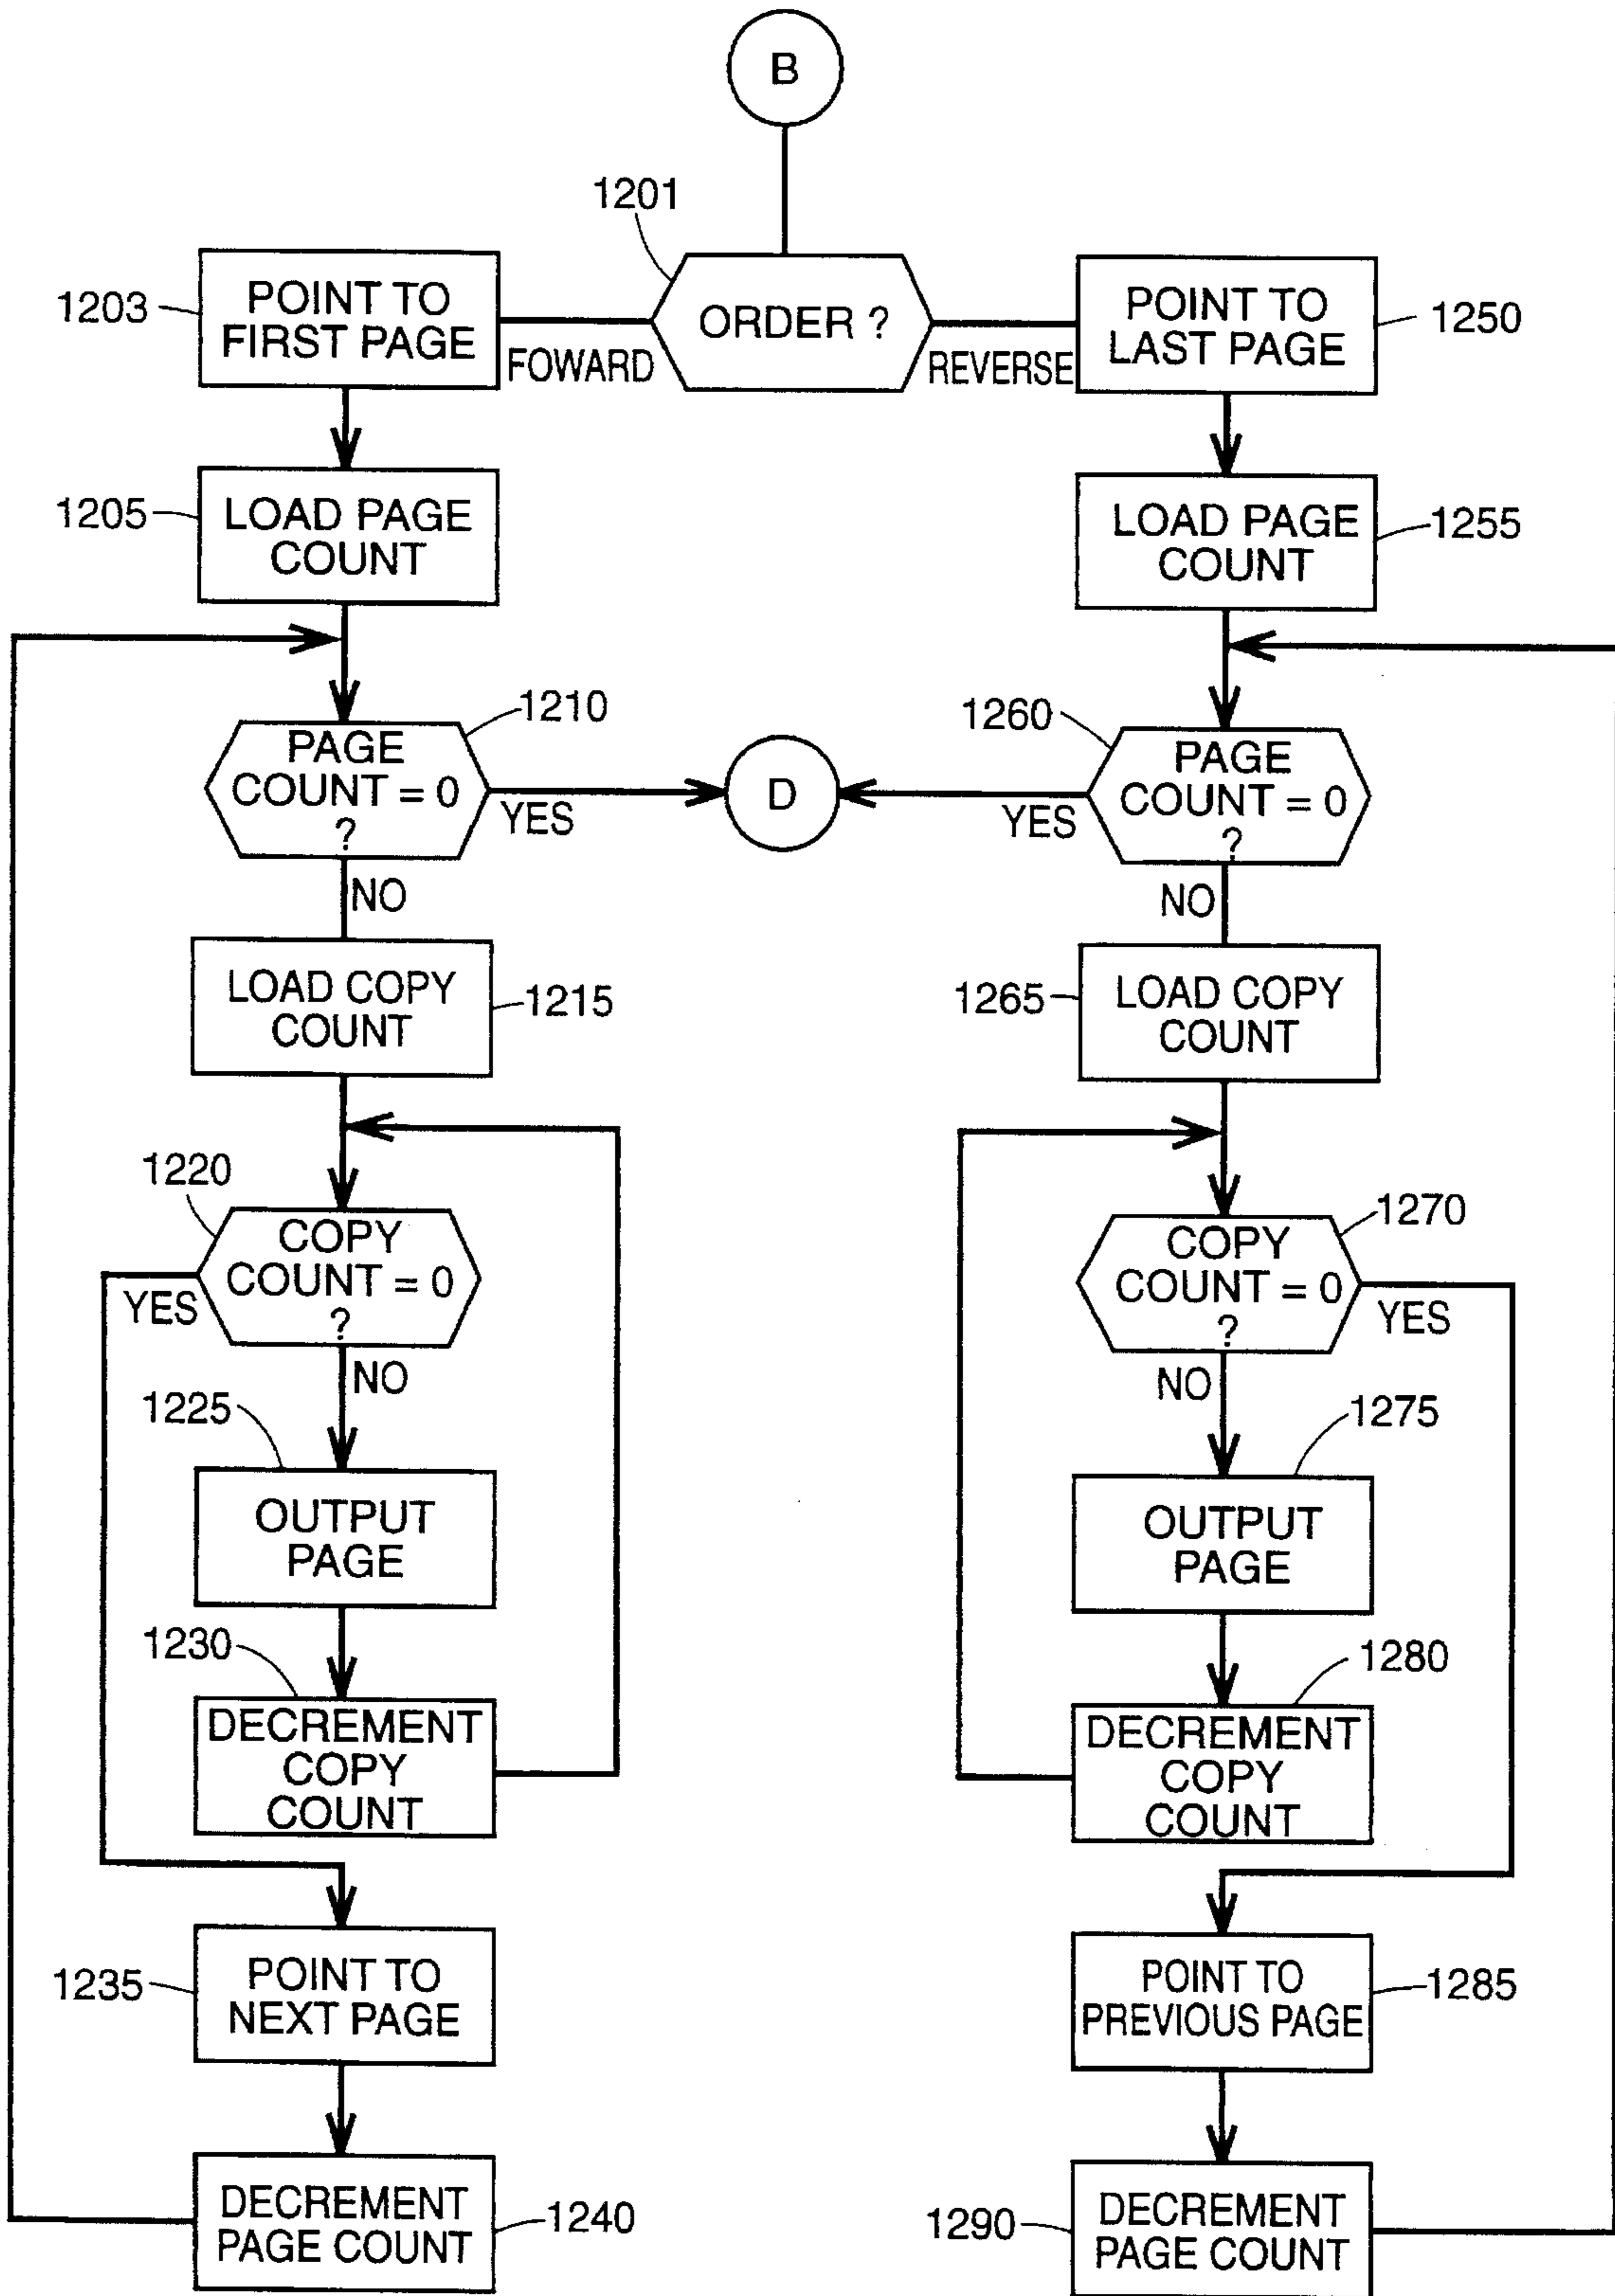 B
1201
POINT TO
FIRST PAGE
1203
FOWARD
ORDER ?
REVERSE
POINT TO
LAST PAGE
1250
LOAD PAGE
COUNT
1205
LOAD PAGE
COUNT
1255
1210
PAGE
COUNT = 0
?
YES
NO
D
1260
PAGE
COUNT = 0
?
YES
NO
LOAD COPY
COUNT
1215
1265
LOAD COPY
COUNT
1220
COPY
COUNT = 0
?
YES
NO
1270
COPY
COUNT = 0
?
YES
NO
1225
OUTPUT
PAGE
1275
OUTPUT
PAGE
1230
DECREMENT
COPY
COUNT
1280
DECREMENT
COPY
COUNT
1235
POINT TO
NEXT PAGE
POINT TO
PREVIOUS PAGE
1285
DECREMENT
PAGE COUNT
1240
1290
DECREMENT
PAGE COUNT